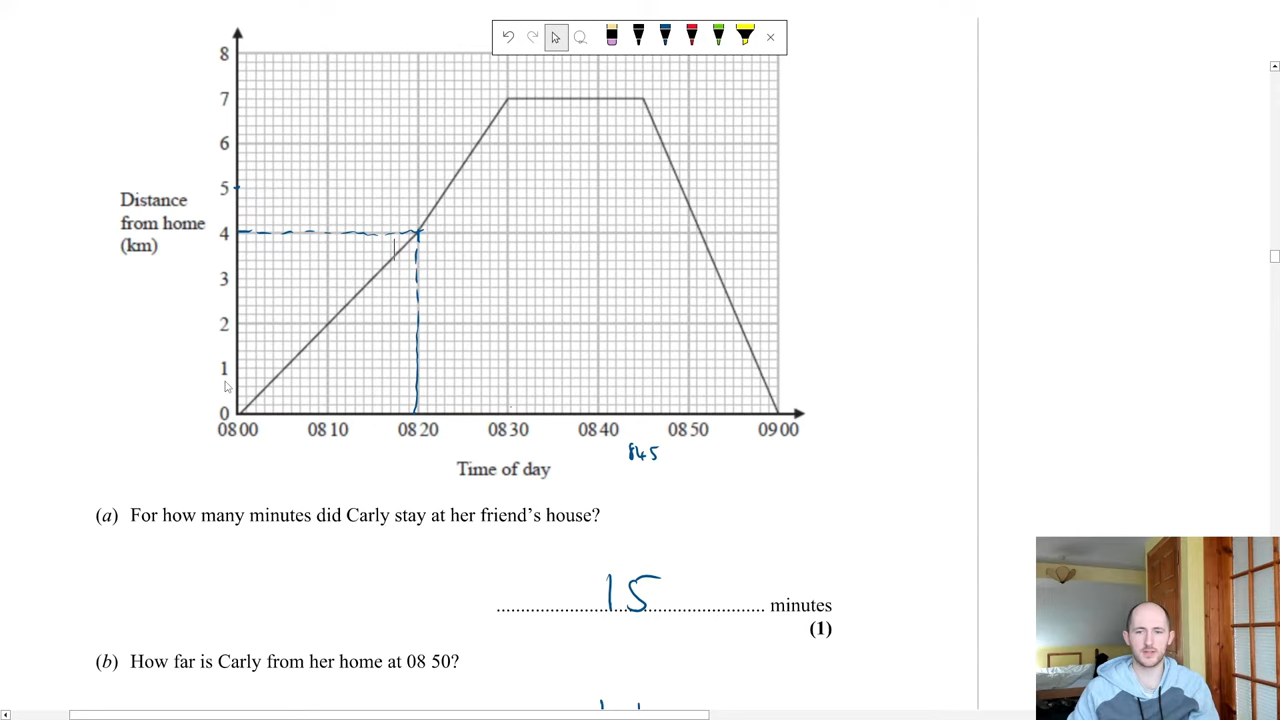 8
7
6
5
4
3
2
1
0
Distance
from home
(km)
08 00 08 10 08 20 08 30 08 40 08 50 09 00
845
Time of day
(a) For how many minutes did Carly stay at her friend's house?
15
minutes
(1)
(b) How far is Carly from her home at 08 50?